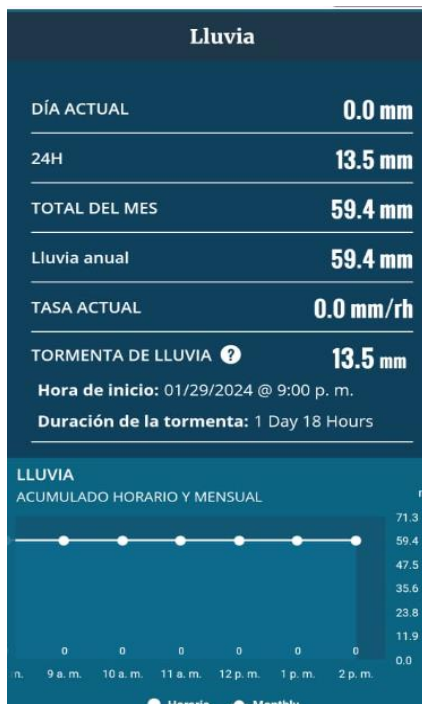 Lluvia
DÍA ACTUAL 0.0 mm
24H 13.5 mm
TOTAL DEL MES 59.4 mm
Lluvia anual 59.4 mm
TASA ACTUAL 0.0 mm/rh
TORMENTA DE LLUVIA ? 13.5 mm
Hora de inicio: 01/29/2024 @ 9:00 p. m.
Duración de la tormenta: 1 Day 18 Hours
LLUVIA
ACUMULADO HORARIO Y MENSUAL
71.3
59.4
47.5
35.6
23.8
11.9
0.0
0 0 0 0 0 0
9 a. m. 10 a. m. 11 a. m. 12 p. m. 1 p. m. 2 p. m.
Horario Monthly